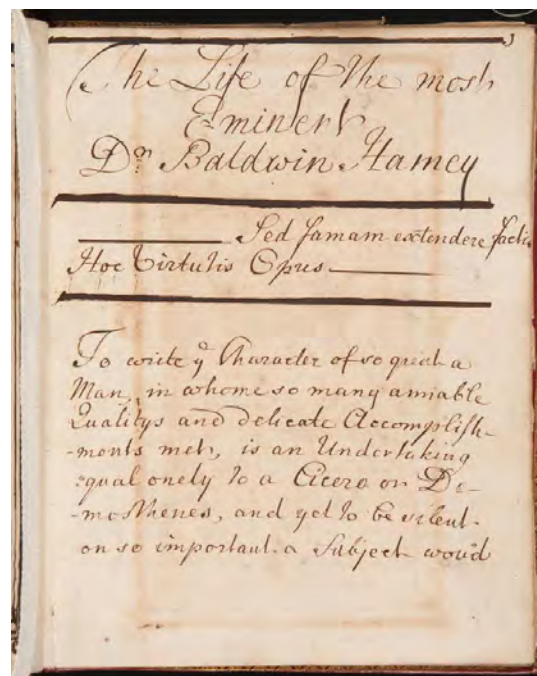 3
The Life of the most
Eminent
Dr. Baldwin Hamey
Sed famam extendere factis
Hoc Virtutis Opus
To write ye Character of so great a
Man, in whome so many amiable
Qualitys and delicate Accomplish-
-ments met, is an Undertaking
equal onely to a Cicero or De-
-mosthenes, and yet to be silent
on so important a Subject wou'd